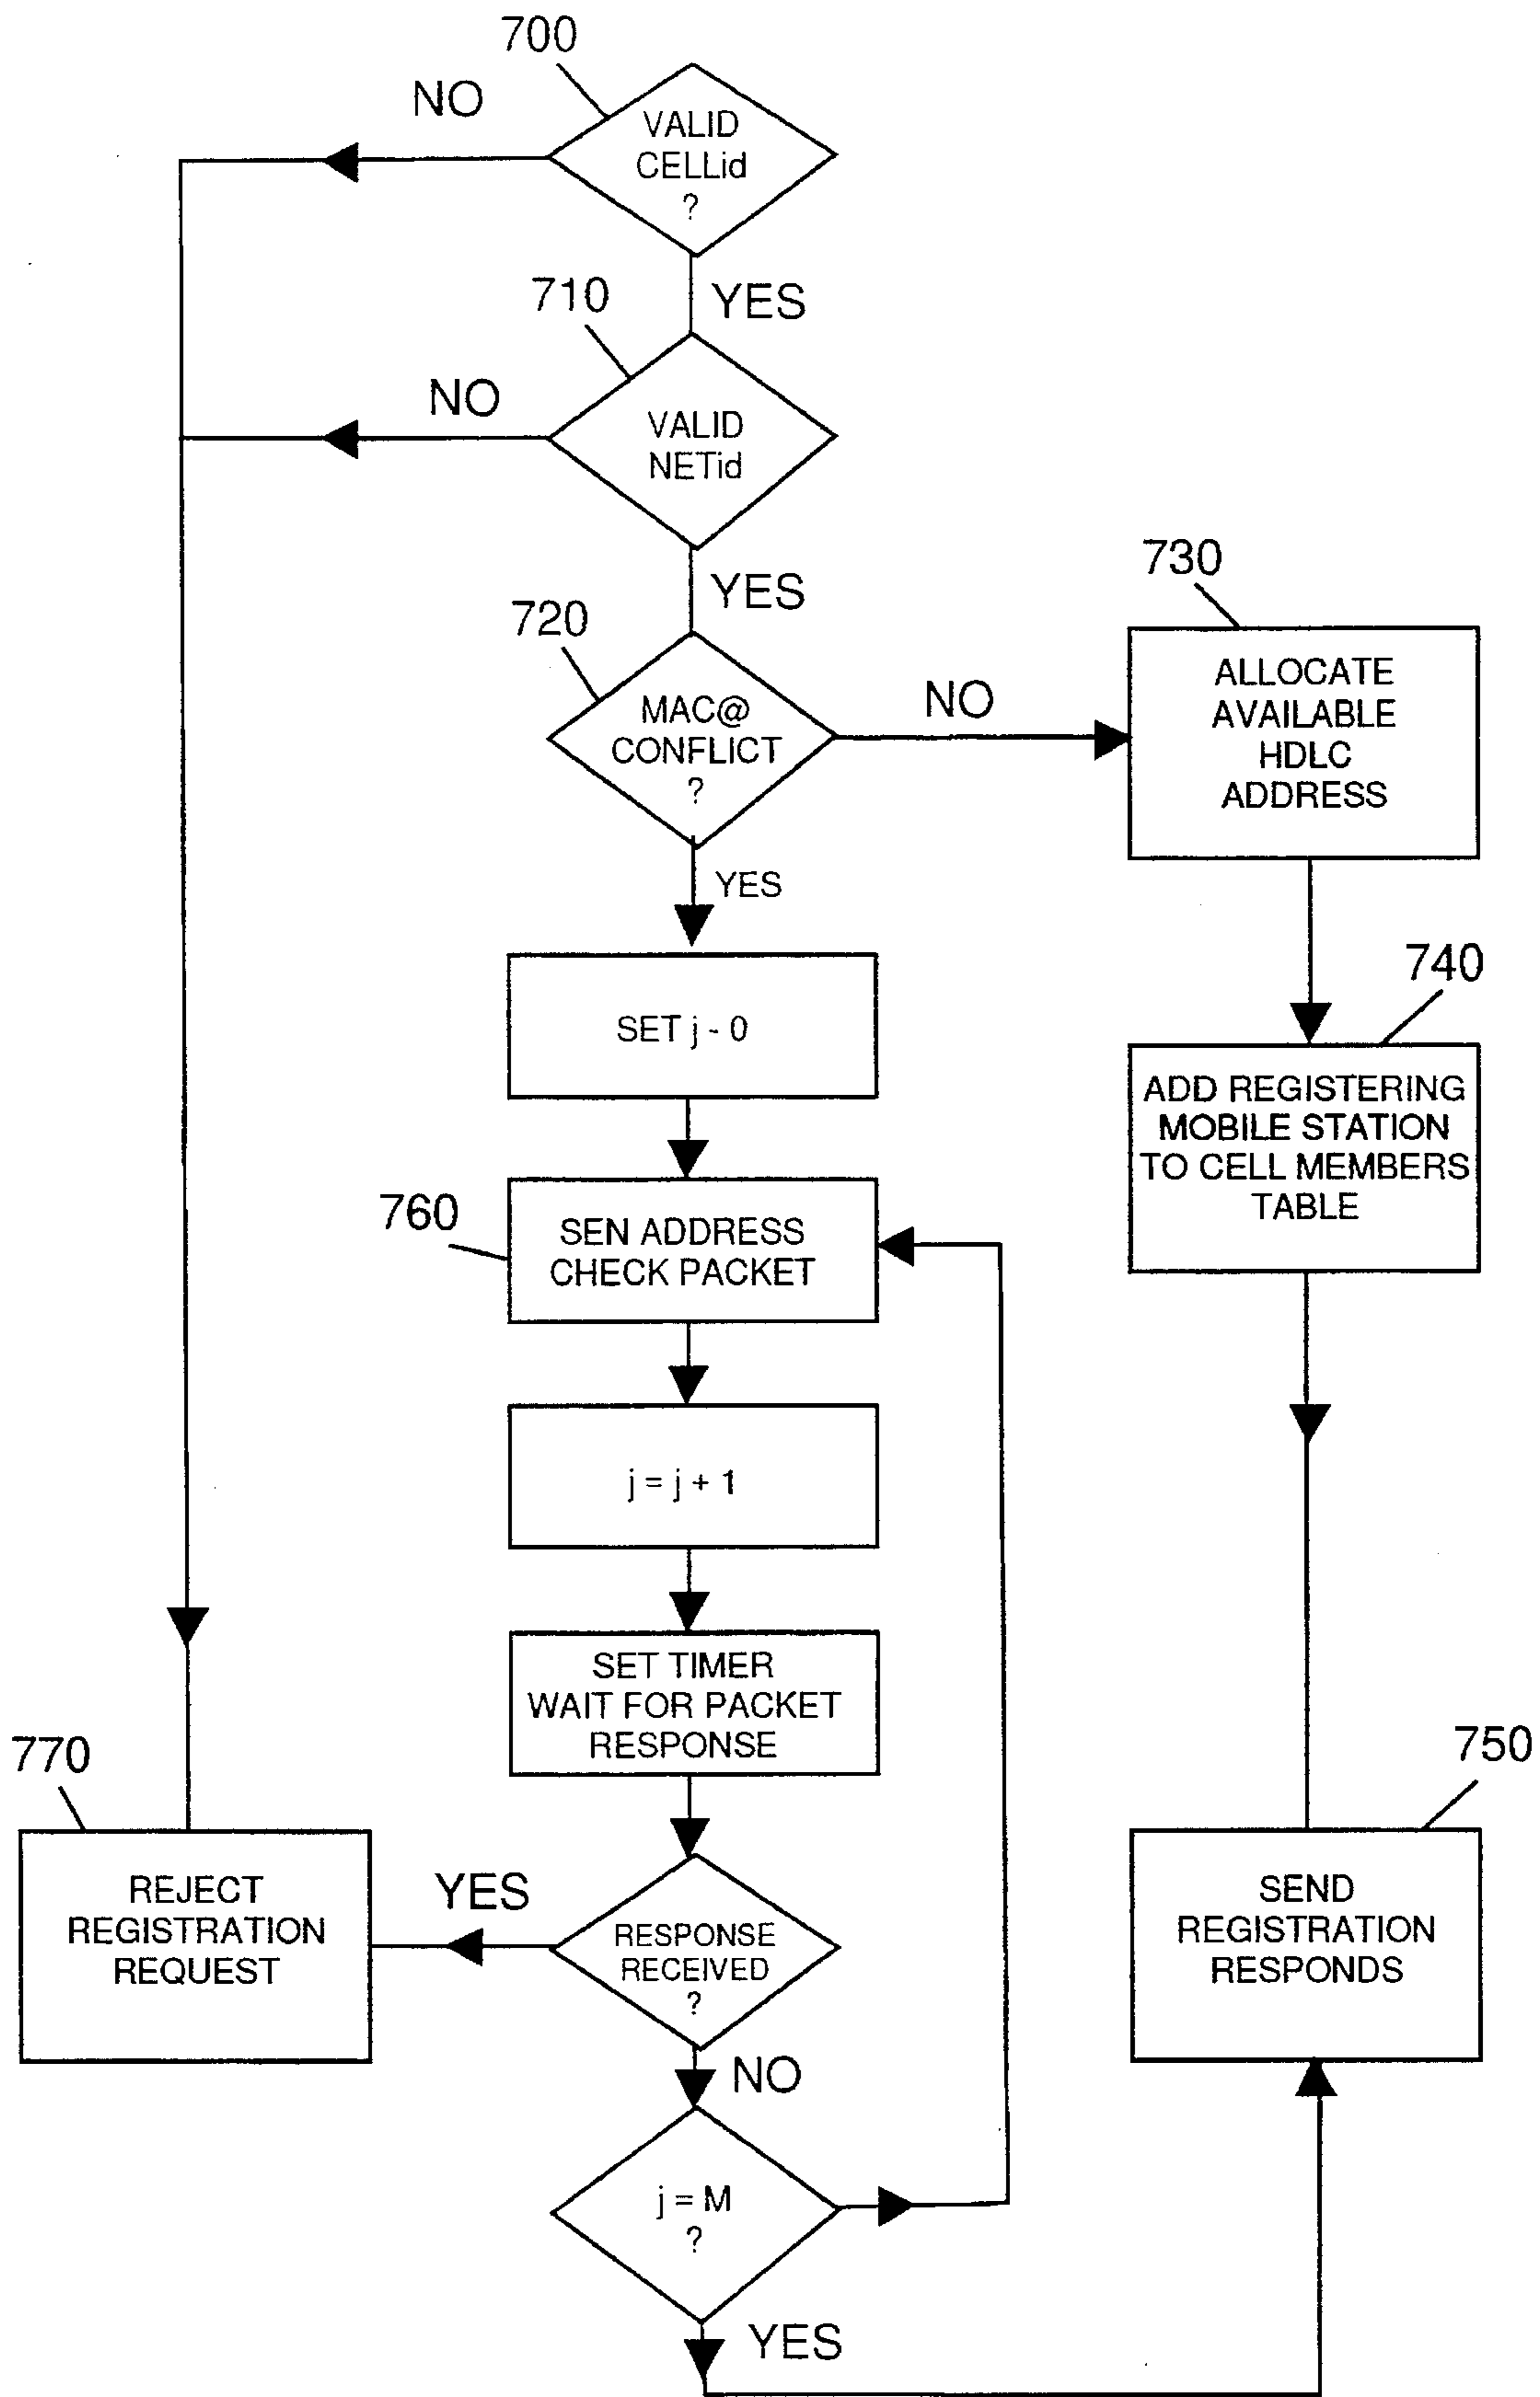 700
NO
VALID
CELLid
?
710
YES
NO
VALID
NETid
YES
720
MAC@
CONFLICT
?
NO
730
ALLOCATE
AVAILABLE
HDLC
ADDRESS
YES
SET j - 0
740
ADD REGISTERING
MOBILE STATION
TO CELL MEMBERS
TABLE
760
SEN ADDRESS
CHECK PACKET
j = j + 1
SET TIMER
WAIT FOR PACKET
RESPONSE
770
REJECT
REGISTRATION
REQUEST
YES
RESPONSE
RECEIVED
?
750
SEND
REGISTRATION
RESPONDS
NO
j = M
?
YES